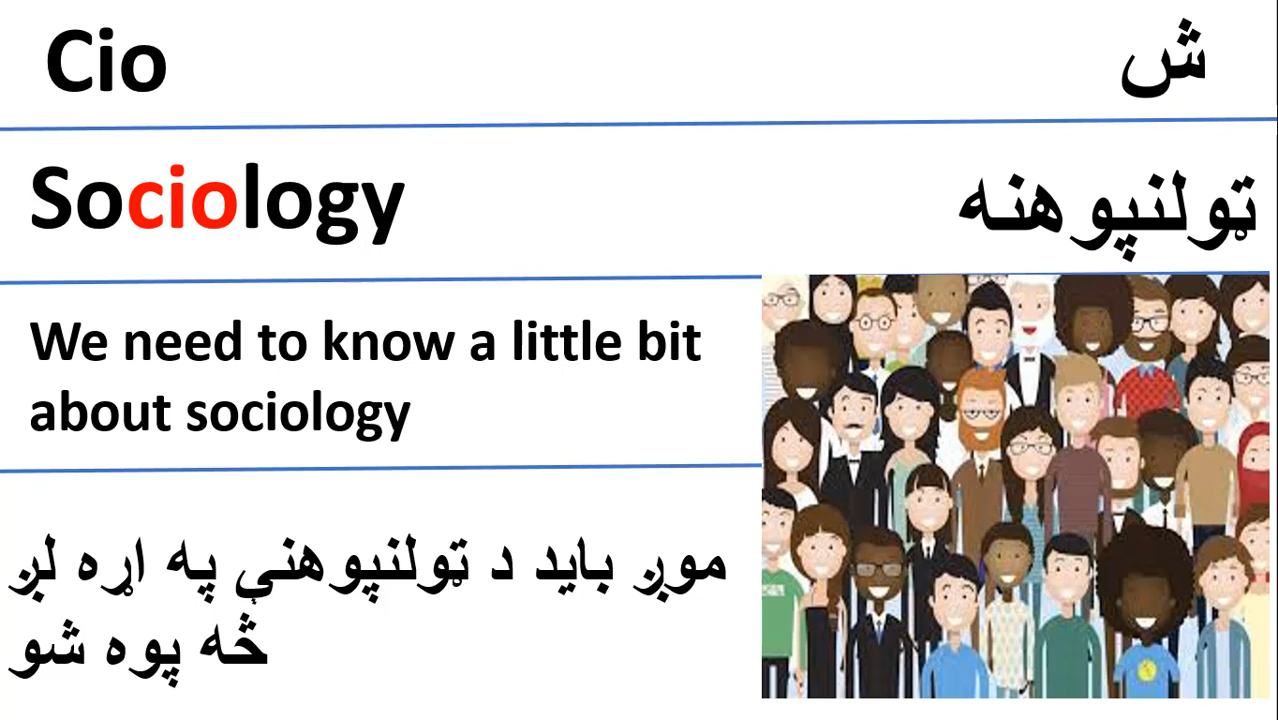 Cio
ش
Sociology
ټولنپوهنه
We need to know a little bit
about sociology
موږ باید د ټولنپوهنې په اړه لږ
څه پوه شو